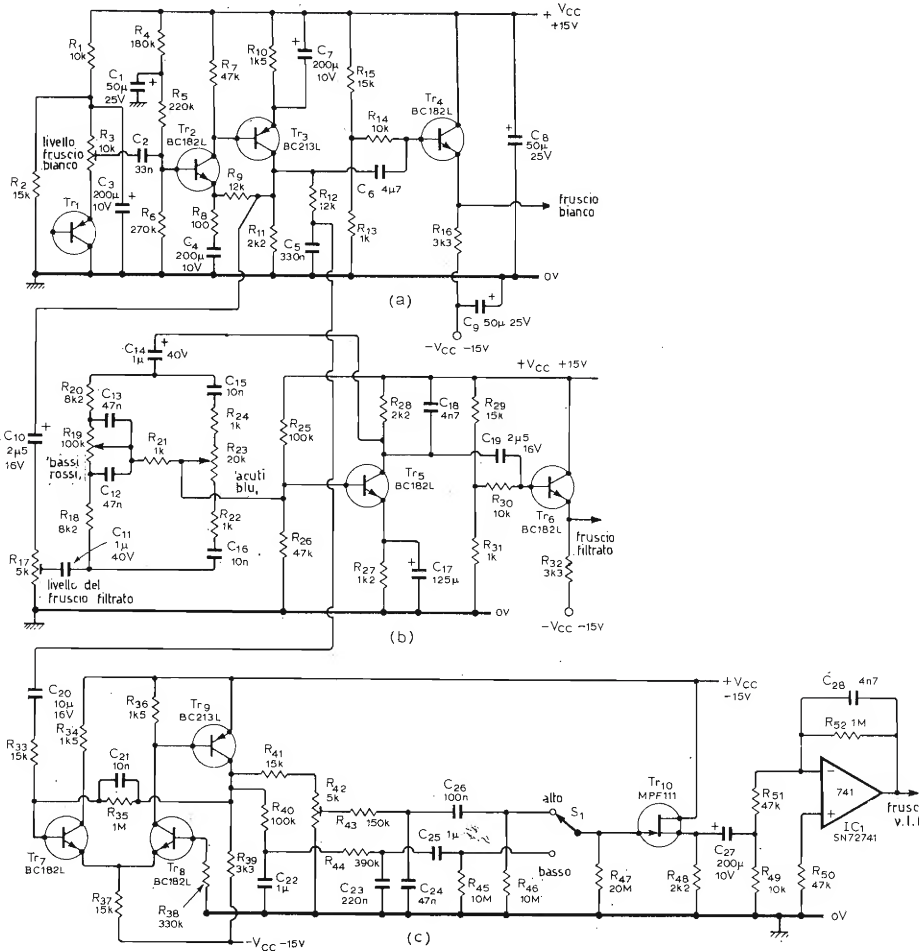 + VCC
+15V
R1
10k
R4
180k
C1
50µ
25V
R5
220k
R7
47k
R10
1k5
C7
200µ
10V
R15
15k
R14
10k
Tr4
BC182L
C8
50µ
25V
Tr2
BC182L
Tr3
BC213L
livello
fruscio
bianco
R3
10k
C2
33n
R2
15k
C3
200µ
10V
Tr1
R6
270k
R9
12k
R8
100
C4
200µ
10V
R11
2k2
R12
12k
C6
4µ7
C5
330n
R13
1k
R16
3k3
fruscio
bianco
0V
(a)
C9 50µ 25V
-VCC -15V
C14
1µ
40V
+VCC +15V
R20
8k2
C13
47n
C15
10n
R24
1k
R25
100k
R28
2k2
C18
4n7
R29
15k
C10
2µ5
16V
R19
100k
'bassi
rossi,
R21
1k
R23
20k
'acuti
blu,
C19
2µ5
16V
Tr5
BC182L
C12
47n
R30
10k
Tr6
BC182L
R18
8k2
C11
1µ
40V
R22
1k
C16
10n
R26
47k
R27
1k2
C17
125µ
R31
1k
R32
3k3
fruscio
filtrato
R17
5k
livello del
fruscio filtrato
0V
(b)
-VCC -15V
C20
10µ
16V
R34
1k5
R36
1k5
Tr9
BC213L
+VCC
-15V
C28 4n7
R52 1M
R33
15k
C21
10n
R35
1M
R41
15k
R42
5k
R40
100k
R43
150k
C26
100n
alto
S1
Tr10
MPF111
R51
47k
741
IC1
SN72741
frusc
v.l.f
Tr7
BC182L
Tr8
BC182L
R39
3k3
R44
390k
C25
1µ
basso
C27
200µ
10V
R37
15k
R38
330k
C22
1µ
C23
220n
C24
47n
R45
10M
R46
10M
R47
20M
R48
2k2
R49
10k
R50
47k
0V
-VCC -15V
(c)